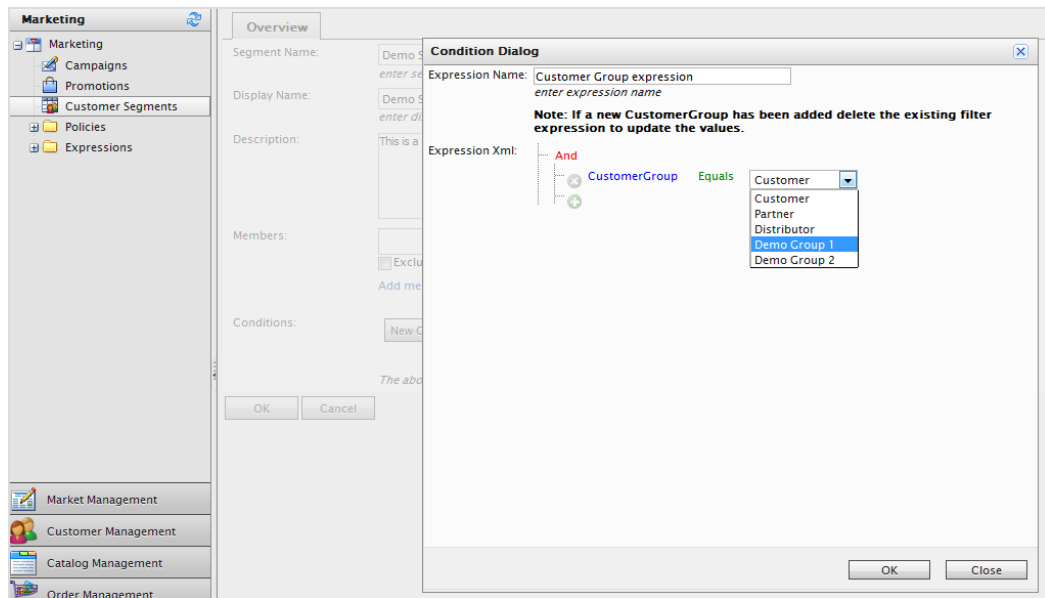 Marketing
Marketing
Campaigns
Promotions
Customer Segments
Policies
Expressions
Market Management
Customer Management
Catalog Management
Order Management
Overview
Segment Name:
Demo S
enter se
Display Name:
Demo S
enter di
Description:
This is a
Members:
Exclu
Add me
Conditions:
New C
The abo
OK Cancel
Condition Dialog
Expression Name: Customer Group expression
enter expression name
Note: If a new CustomerGroup has been added delete the existing filter
expression to update the values.
Expression Xml:
And
CustomerGroup Equals Customer
Customer
Partner
Distributor
Demo Group 1
Demo Group 2
OK Close